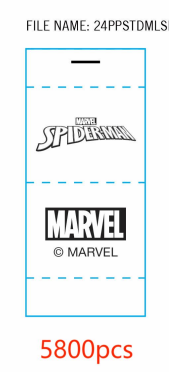 FILE NAME: 24PPSTDMLS
MARVEL
SPIDER-MAN
MARVEL
© MARVEL
5800pcs